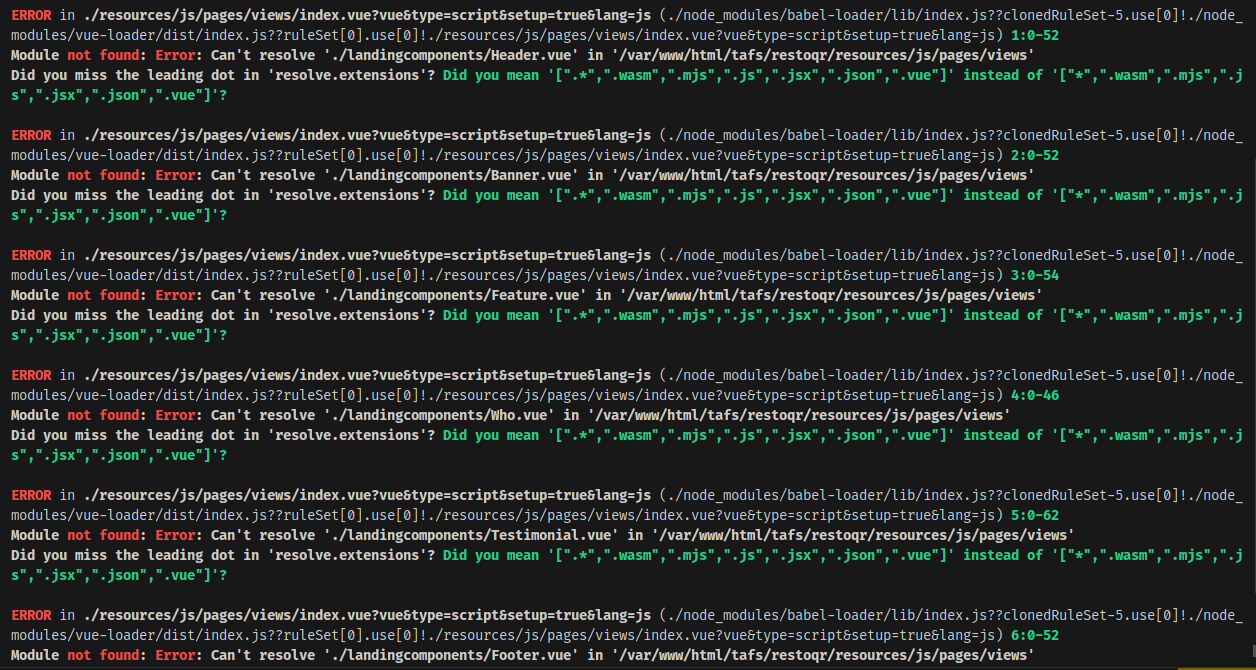 ERROR in ./resources/js/pages/views/index.vue?vue&type=script&setup=true&lang=js (./node_modules/babel-loader/lib/index.js??clonedRuleSet-5.use[0]!./node_
modules/vue-loader/dist/index.js??ruleSet[0].use[0]!./resources/js/pages/views/index.vue?vue&type=script&setup=true&lang=js) 1:0-52
Module not found: Error: Can't resolve './landingcomponents/Header.vue' in '/var/www/html/tafs/restoqr/resources/js/pages/views'
Did you miss the leading dot in 'resolve.extensions'? Did you mean '[".*",".wasm",".mjs",".js",".jsx",".json",".vue"]' instead of '["*",".wasm",".mjs",".j
s",".jsx",".json",".vue"]'?
ERROR in ./resources/js/pages/views/index.vue?vue&type=script&setup=true&lang=js (./node_modules/babel-loader/lib/index.js??clonedRuleSet-5.use[0]!./node_
modules/vue-loader/dist/index.js??ruleSet[0].use[0]!./resources/js/pages/views/index.vue?vue&type=script&setup=true&lang=js) 2:0-52
Module not found: Error: Can't resolve './landingcomponents/Banner.vue' in '/var/www/html/tafs/restoqr/resources/js/pages/views'
Did you miss the leading dot in 'resolve.extensions'? Did you mean '[".*",".wasm",".mjs",".js",".jsx",".json",".vue"]' instead of '["*",".wasm",".mjs",".j
s",".jsx",".json",".vue"]'?
ERROR in ./resources/js/pages/views/index.vue?vue&type=script&setup=true&lang=js (./node_modules/babel-loader/lib/index.js??clonedRuleSet-5.use[0]!./node_
modules/vue-loader/dist/index.js??ruleSet[0].use[0]!./resources/js/pages/views/index.vue?vue&type=script&setup=true&lang=js) 3:0-54
Module not found: Error: Can't resolve './landingcomponents/Feature.vue' in '/var/www/html/tafs/restoqr/resources/js/pages/views'
Did you miss the leading dot in 'resolve.extensions'? Did you mean '[".*",".wasm",".mjs",".js",".jsx",".json",".vue"]' instead of '["*",".wasm",".mjs",".j
s",".jsx",".json",".vue"]'?
ERROR in ./resources/js/pages/views/index.vue?vue&type=script&setup=true&lang=js (./node_modules/babel-loader/lib/index.js??clonedRuleSet-5.use[0]!./node_
modules/vue-loader/dist/index.js??ruleSet[0].use[0]!./resources/js/pages/views/index.vue?vue&type=script&setup=true&lang=js) 4:0-46
Module not found: Error: Can't resolve './landingcomponents/Who.vue' in '/var/www/html/tafs/restoqr/resources/js/pages/views'
Did you miss the leading dot in 'resolve.extensions'? Did you mean '[".*",".wasm",".mjs",".js",".jsx",".json",".vue"]' instead of '["*",".wasm",".mjs",".j
s",".jsx",".json",".vue"]'?
ERROR in ./resources/js/pages/views/index.vue?vue&type=script&setup=true&lang=js (./node_modules/babel-loader/lib/index.js??clonedRuleSet-5.use[0]!./node_
modules/vue-loader/dist/index.js??ruleSet[0].use[0]!./resources/js/pages/views/index.vue?vue&type=script&setup=true&lang=js) 5:0-62
Module not found: Error: Can't resolve './landingcomponents/Testimonial.vue' in '/var/www/html/tafs/restoqr/resources/js/pages/views'
Did you miss the leading dot in 'resolve.extensions'? Did you mean '[".*",".wasm",".mjs",".js",".jsx",".json",".vue"]' instead of '["*",".wasm",".mjs",".j
s",".jsx",".json",".vue"]'?
ERROR in ./resources/js/pages/views/index.vue?vue&type=script&setup=true&lang=js (./node_modules/babel-loader/lib/index.js??clonedRuleSet-5.use[0]!./node_
modules/vue-loader/dist/index.js??ruleSet[0].use[0]!./resources/js/pages/views/index.vue?vue&type=script&setup=true&lang=js) 6:0-52
Module not found: Error: Can't resolve './landingcomponents/Footer.vue' in '/var/www/html/tafs/restoqr/resources/js/pages/views'